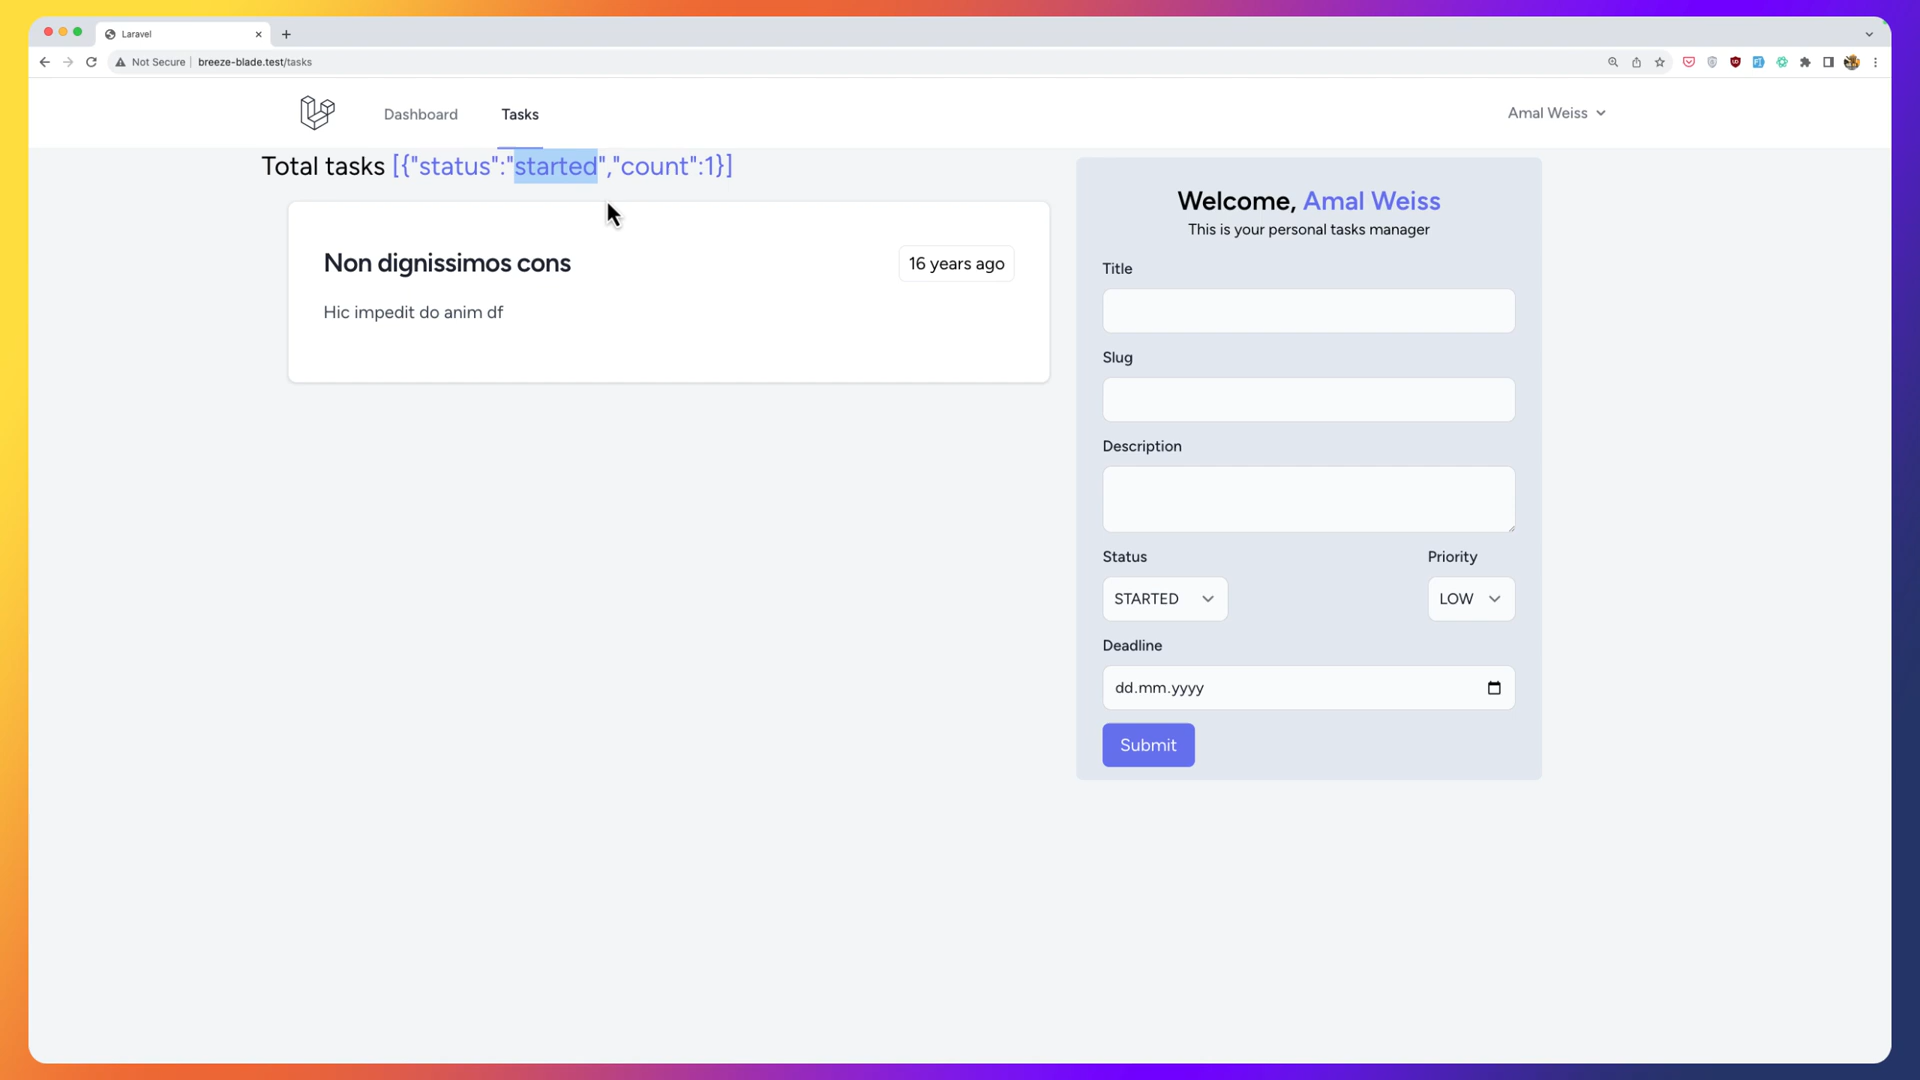 Laravel
Not Secure
breeze-blade.test/tasks
Dashboard
Tasks
Amal Weiss
Total tasks [{"status":"started","count":1}]
Non dignissimos cons
16 years ago
Hic impedit do anim df
Welcome, Amal Weiss
This is your personal tasks manager
Title
Slug
Description
Status
Priority
STARTED
LOW
Deadline
dd.mm.yyyy
Submit